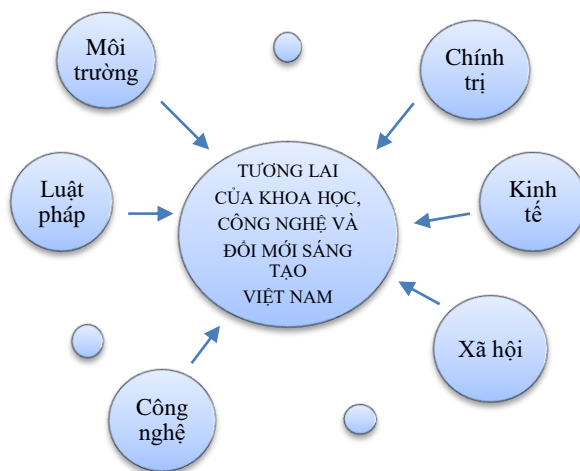 Môi
trường
Chính
trị
Luật
pháp
TƯƠNG LAI
CỦA KHOA HỌC,
CÔNG NGHỆ VÀ
ĐỔI MỚI SÁNG
TẠO
VIỆT NAM
Kinh
tế
Xã hội
Công
nghệ